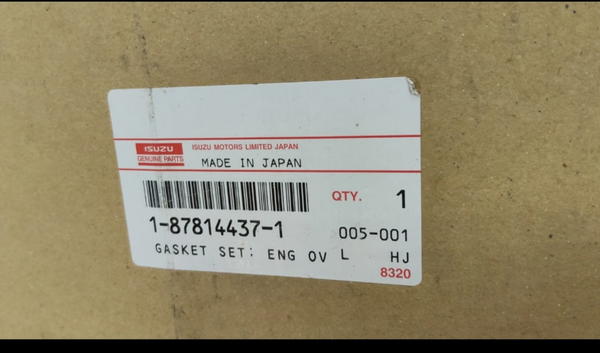 ISUZU ISUZU MOTORS LIMITED JAPAN
GENUINE PARTS MADE IN JAPAN
QTY. 1
1-87814437-1 005-001
GASKET SET: ENG OV L HJ
8320